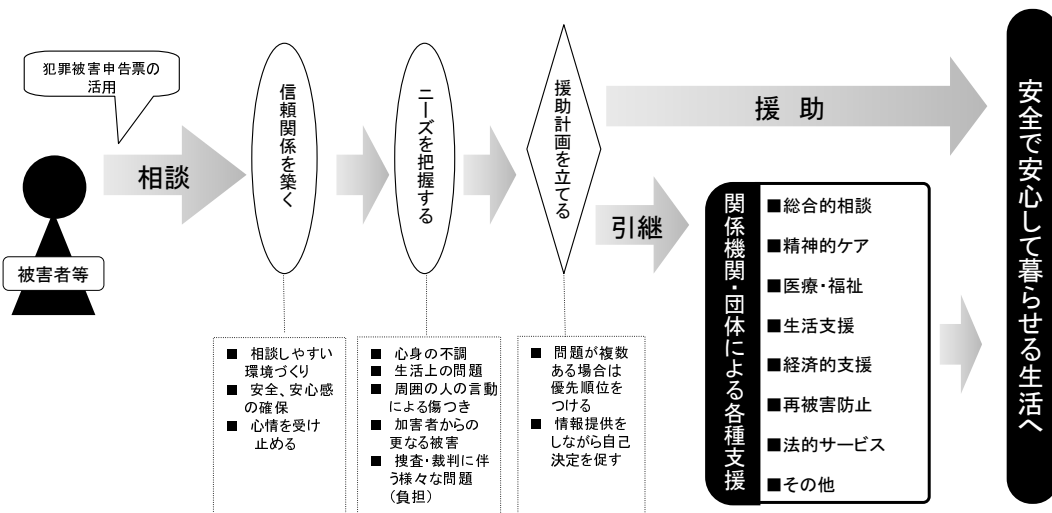 犯罪被害申告票の
活用
被害者等
相談
信頼関係を築く
ニーズを把握する
援助計画を立てる
援 助
引継
■ 相談しやすい
環境づくり
■ 安全、安心感
の確保
■ 心情を受け
止める
■ 心身の不調
■ 生活上の問題
■ 周囲の人の言動
による傷つき
■ 加害者からの
更なる被害
■ 捜査・裁判に伴
う様々な問題
(負担)
■ 問題が複数
ある場合は
優先順位を
つける
■ 情報提供を
しながら自己
決定を促す
関係機関・団体による各種支援
■総合的相談
■精神的ケア
■医療・福祉
■生活支援
■経済的支援
■再被害防止
■法的サービス
■その他
安全で安心して暮らせる生活へ